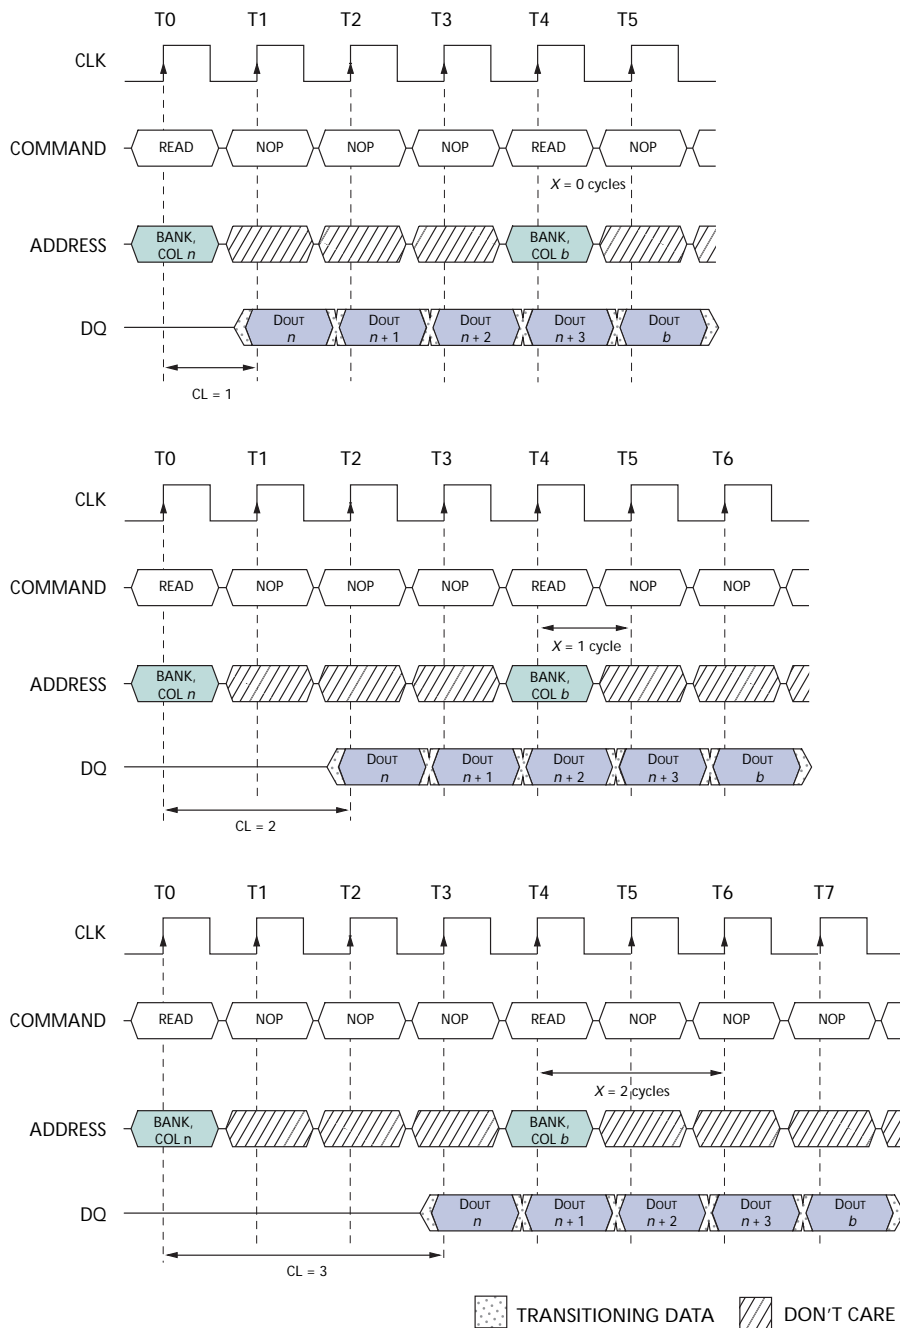 T0 T1 T2 T3 T4 T5
CLK
COMMAND READ NOP NOP NOP READ NOP
X = 0 cycles
ADDRESS BANK, COL n BANK, COL b
DQ DOUT n DOUT n + 1 DOUT n + 2 DOUT n + 3 DOUT b
CL = 1
T0 T1 T2 T3 T4 T5 T6
CLK
COMMAND READ NOP NOP NOP READ NOP NOP
X = 1 cycle
ADDRESS BANK, COL n BANK, COL b
DQ DOUT n DOUT n + 1 DOUT n + 2 DOUT n + 3 DOUT b
CL = 2
T0 T1 T2 T3 T4 T5 T6 T7
CLK
COMMAND READ NOP NOP NOP READ NOP NOP NOP
X = 2 cycles
ADDRESS BANK, COL n BANK, COL b
DQ DOUT n DOUT n + 1 DOUT n + 2 DOUT n + 3 DOUT b
CL = 3
TRANSITIONING DATA DON'T CARE